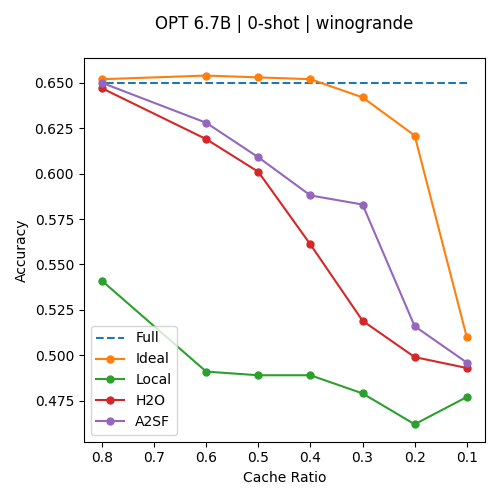 OPT 6.7B | 0-shot | winogrande
0.650
0.625
0.600
0.575
0.550
0.525
0.500
0.475
Accuracy
Full
Ideal
Local
H2O
A2SF
0.8 0.7 0.6 0.5 0.4 0.3 0.2 0.1
Cache Ratio